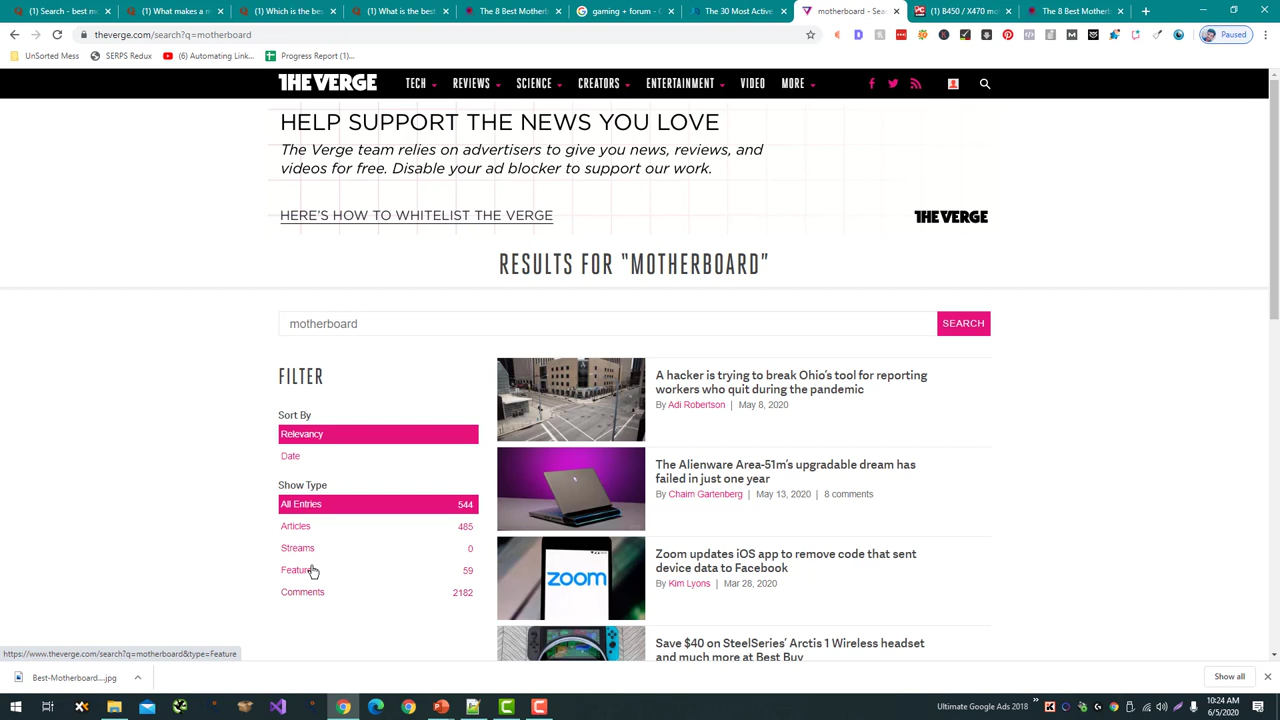 (1) Search - best m
(1) What makes a m
(1) Which is the bes
(1) What is the best
The 8 Best Mother
gaming + forum - G
The 30 Most Active
motherboard - Sea
(1) B450 / X470 mo
The 8 Best Mother
theverge.com/search?q=motherboard
Paused
UnSorted Mess
SERPS Redux
(6) Automating Link...
Progress Report (1)...
THE VERGE
TECH
REVIEWS
SCIENCE
CREATORS
ENTERTAINMENT
VIDEO
MORE
HELP SUPPORT THE NEWS YOU LOVE
The Verge team relies on advertisers to give you news, reviews, and
videos for free. Disable your ad blocker to support our work.
HERE'S HOW TO WHITELIST THE VERGE
THE VERGE
RESULTS FOR "MOTHERBOARD"
motherboard
SEARCH
FILTER
Sort By
Relevancy
Date
Show Type
All Entries 544
Articles 485
Streams 0
Features 59
Comments 2182
A hacker is trying to break Ohio's tool for reporting
workers who quit during the pandemic
By Adi Robertson | May 8, 2020
The Alienware Area-51m's upgradable dream has
failed in just one year
By Chaim Gartenberg | May 13, 2020 | 8 comments
zoom
Zoom updates iOS app to remove code that sent
device data to Facebook
By Kim Lyons | Mar 28, 2020
Save $40 on SteelSeries' Arctis 1 Wireless headset
and much more at Best Buy
https://www.theverge.com/search?q=motherboard&type=Feature
Best-Motherboard....jpg
Show all
Ultimate Google Ads 2018
10:24 AM
6/5/2020